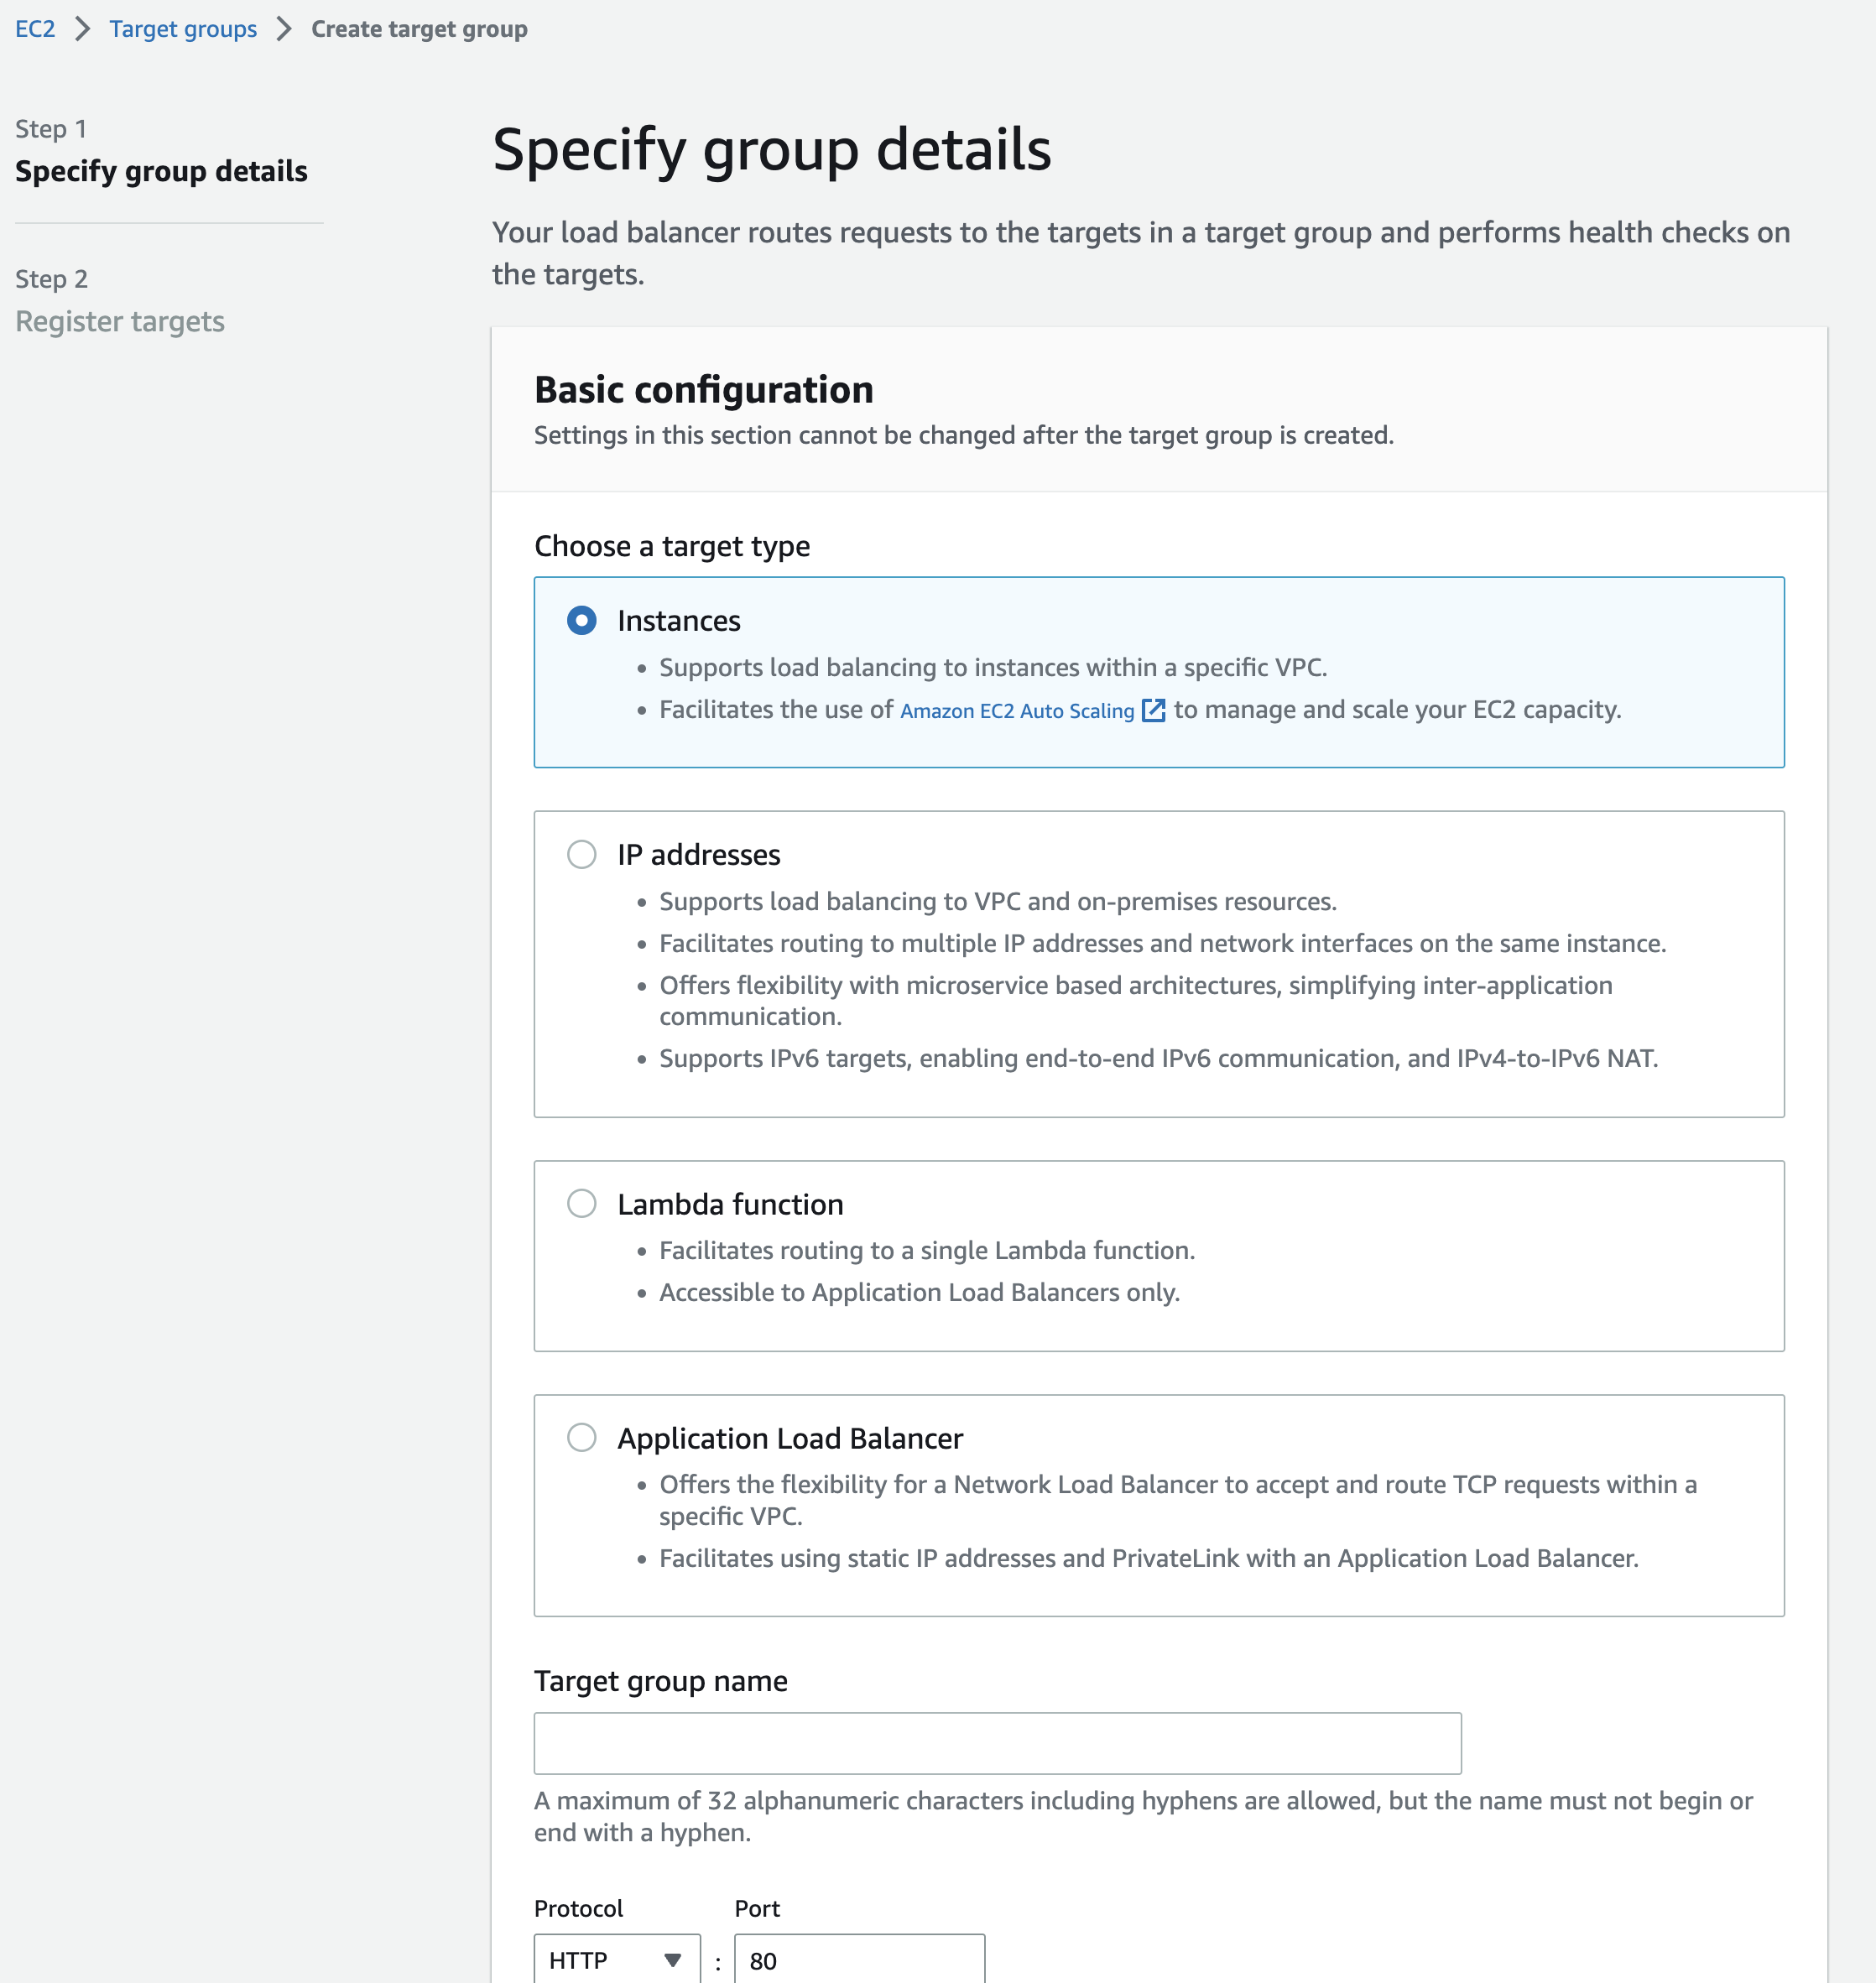 EC2 > Target groups > Create target group
Step 1
Specify group details
Step 2
Register targets
Specify group details
Your load balancer routes requests to the targets in a target group and performs health checks on
the targets.
Basic configuration
Settings in this section cannot be changed after the target group is created.
Choose a target type
Instances
• Supports load balancing to instances within a specific VPC.
• Facilitates the use of Amazon EC2 Auto Scaling to manage and scale your EC2 capacity.
IP addresses
• Supports load balancing to VPC and on-premises resources.
• Facilitates routing to multiple IP addresses and network interfaces on the same instance.
• Offers flexibility with microservice based architectures, simplifying inter-application
communication.
• Supports IPv6 targets, enabling end-to-end IPv6 communication, and IPv4-to-IPv6 NAT.
Lambda function
• Facilitates routing to a single Lambda function.
• Accessible to Application Load Balancers only.
Application Load Balancer
• Offers the flexibility for a Network Load Balancer to accept and route TCP requests within a
specific VPC.
• Facilitates using static IP addresses and PrivateLink with an Application Load Balancer.
Target group name
A maximum of 32 alphanumeric characters including hyphens are allowed, but the name must not begin or
end with a hyphen.
Protocol Port
HTTP : 80